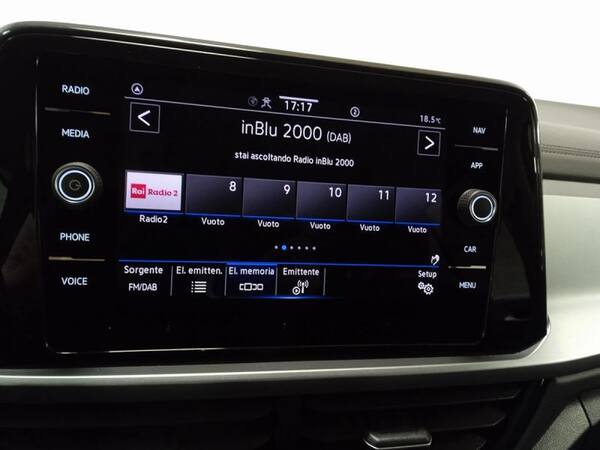 RADIO
MEDIA
PHONE
VOICE
17:17
2
18.5°C
inBlu 2000 (DAB)
stai ascoltando Radio inBlu 2000
Rai Radio 2
8
9
10
11
12
Radio2
Vuoto
Vuoto
Vuoto
Vuoto
Vuoto
Sorgente
FM/DAB
El. emitten.
El. memoria
Emittente
Setup
NAV
APP
CAR
MENU